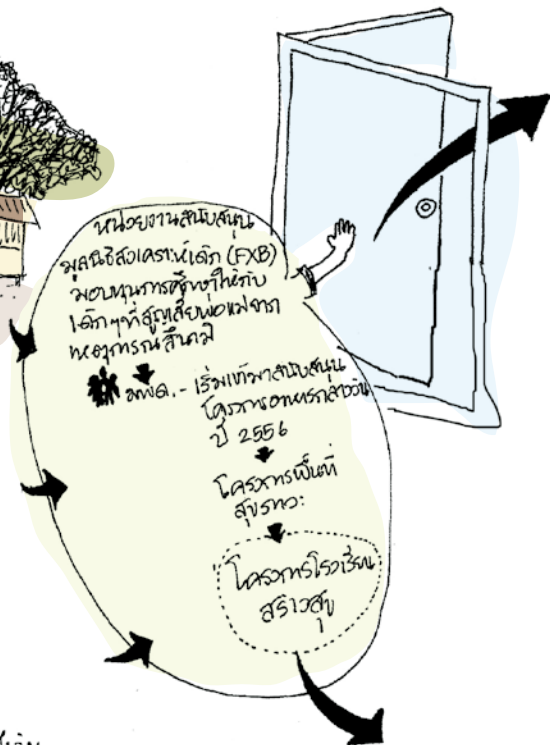 หน่วยงานสนับสนุน
มูลนิธิสงเคราะห์เด็ก (FXB)
มอบทุนการศึกษาให้กับ
เด็กๆที่สูญเสียพ่อแม่จาก
เหตุการณ์สึนามิ
มพด. - เริ่มเข้ามาสนับสนุน
โครงการอาหารกลางวัน
ปี 2556
โครงการพื้นที่
สุขภาวะ
โครงการโรงเรียน
สร้างสุข